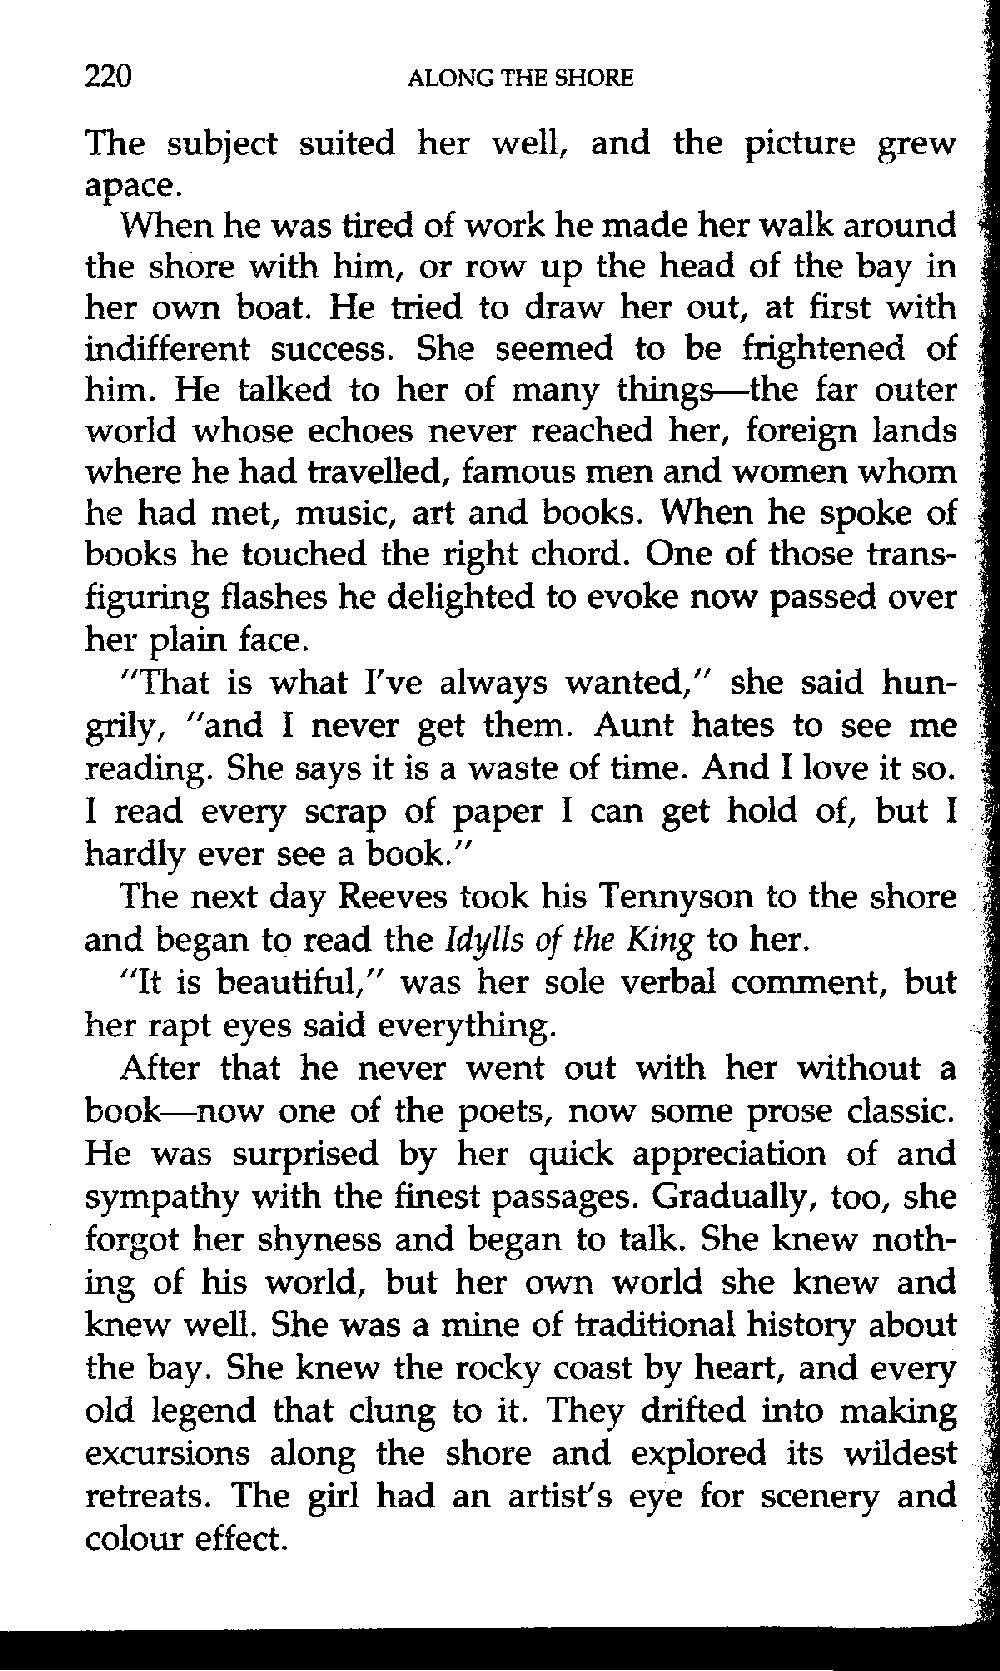 220 ALONG THE SHORE
The subject suited her well, and the picture grew
apace.
When he was tired of work he made her walk around
the shore with him, or row up the head of the bay in
her own boat. He tried to draw her out, at first with
indifferent success. She seemed to be frightened of
him. He talked to her of many things—the far outer
world whose echoes never reached her, foreign lands
where he had travelled, famous men and women whom
he had met, music, art and books. When he spoke of
books he touched the right chord. One of those trans-
figuring flashes he delighted to evoke now passed over
her plain face.
"That is what I've always wanted," she said hun-
grily, "and I never get them. Aunt hates to see me
reading. She says it is a waste of time. And I love it so.
I read every scrap of paper I can get hold of, but I
hardly ever see a book."
The next day Reeves took his Tennyson to the shore
and began to read the Idylls of the King to her.
"It is beautiful," was her sole verbal comment, but
her rapt eyes said everything.
After that he never went out with her without a
book—now one of the poets, now some prose classic.
He was surprised by her quick appreciation of and
sympathy with the finest passages. Gradually, too, she
forgot her shyness and began to talk. She knew noth-
ing of his world, but her own world she knew and
knew well. She was a mine of traditional history about
the bay. She knew the rocky coast by heart, and every
old legend that clung to it. They drifted into making
excursions along the shore and explored its wildest
retreats. The girl had an artist's eye for scenery and
colour effect.